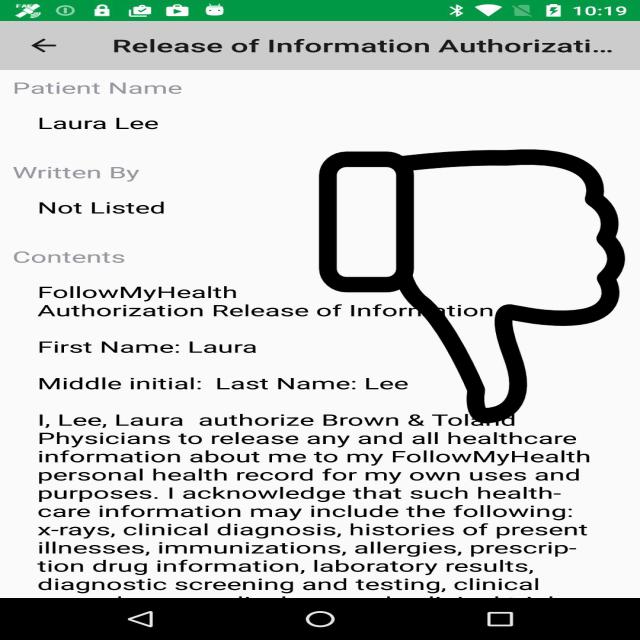 10:19
Release of Information Authorizati...
Patient Name
Laura Lee
Written By
Not Listed
Contents
FollowMyHealth
Authorization Release of Information
First Name: Laura
Middle initial:  Last Name: Lee
I, Lee, Laura  authorize Brown & Toland
Physicians to release any and all healthcare
information about me to my FollowMyHealth
personal health record for my own uses and
purposes. I acknowledge that such health-
care information may include the following:
x-rays, clinical diagnosis, histories of present
illnesses, immunizations, allergies, prescrip-
tion drug information, laboratory results,
diagnostic screening and testing, clinical